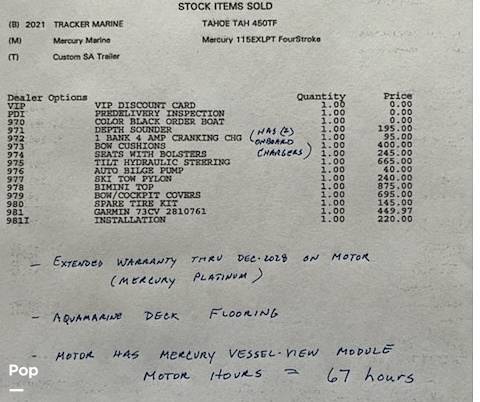 STOCK ITEMS SOLD
(B) 2021 TRACKER MARINE TAHOE TAH 450TF
(M) Mercury Marine Mercury 115EXLPT FourStroke
(T) Custom SA Trailer
Dealer Options Quantity Price
VIP VIP DISCOUNT CARD 1.00 0.00
PDI PREDELIVERY INSPECTION 1.00 0.00
970 COLOR BLACK ORDER BOAT 1.00 0.00
971 DEPTH SOUNDER 1.00 195.00
972 1 BANK 4 AMP CRANKING CHG (HAS (2) ONBOARD CHARGERS) 1.00 95.00
973 BOW CUSHIONS 1.00 400.00
974 SEATS WITH BOLSTERS 1.00 245.00
975 TILT HYDRAULIC STEERING 1.00 665.00
976 AUTO BILGE PUMP 1.00 40.00
977 SKI TOW PYLON 1.00 240.00
978 BIMINI TOP 1.00 875.00
979 BOW/COCKPIT COVERS 1.00 695.00
980 SPARE TIRE KIT 1.00 145.00
981 GARMIN 73CV 2810761 1.00 449.97
981I INSTALLATION 1.00 220.00
- EXTENDED WARRANTY THRU DEC-2028 ON MOTOR
(MERCURY PLATINUM)
- AQUAMARINE DECK FLOORING
- MOTOR HAS MERCURY VESSEL-VIEW MODULE
MOTOR HOURS = 67 hours
Pop